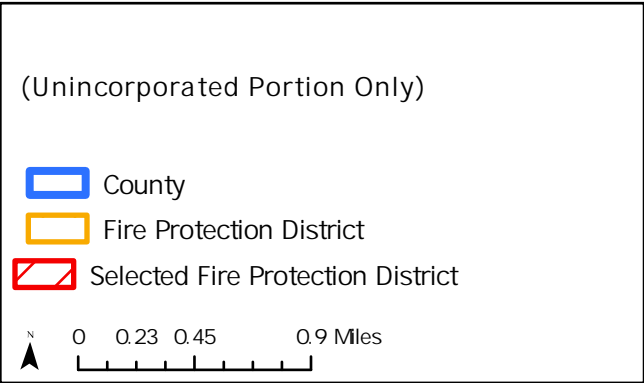 (Unincorporated Portion Only)
County
Fire Protection District
Selected Fire Protection District
N
0 0.23 0.45 0.9 Miles